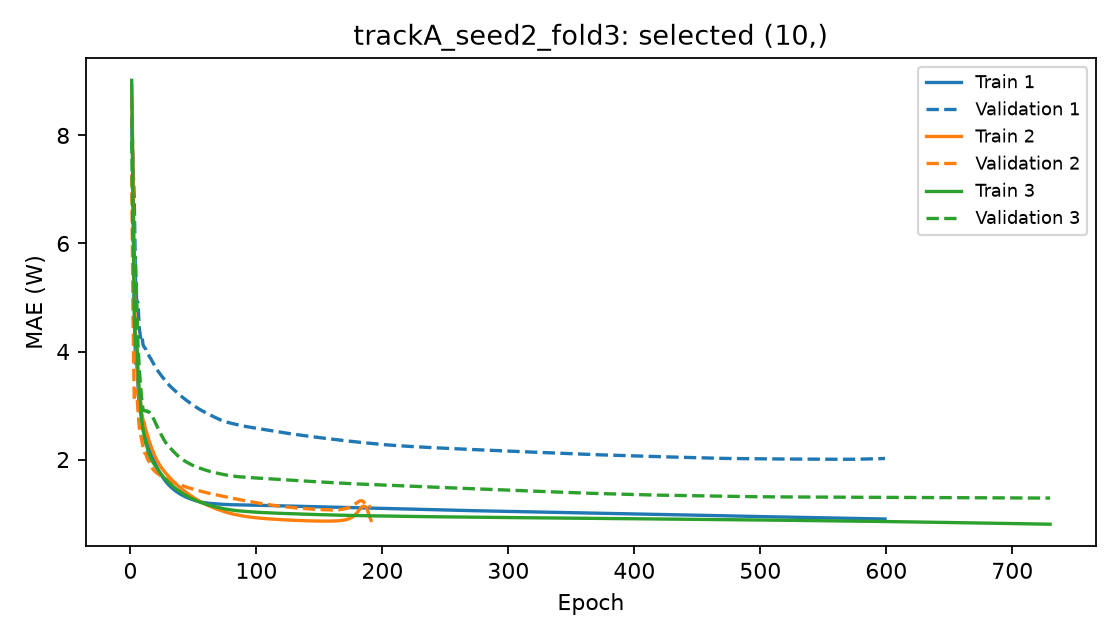 trackA_seed2_fold3: selected (10,)
MAE (W)
8
6
4
2
Train 1
Validation 1
Train 2
Validation 2
Train 3
Validation 3
0 100 200 300 400 500 600 700
Epoch